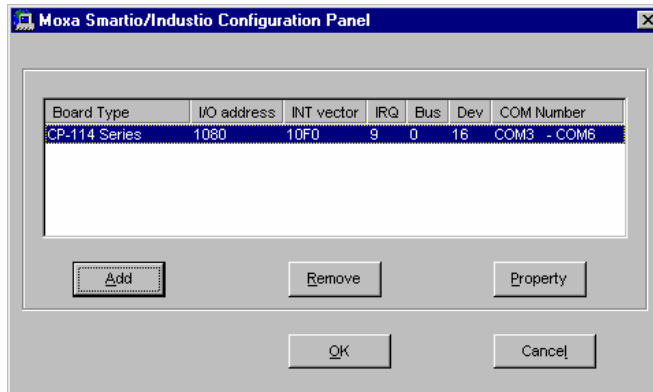 Moxa Smartio/Industio Configuration Panel
Board Type I/O address INT vector IRQ Bus Dev COM Number
CP-114 Series 1080 10F0 9 0 16 COM3 - COM6
Add Remove Property
OK Cancel